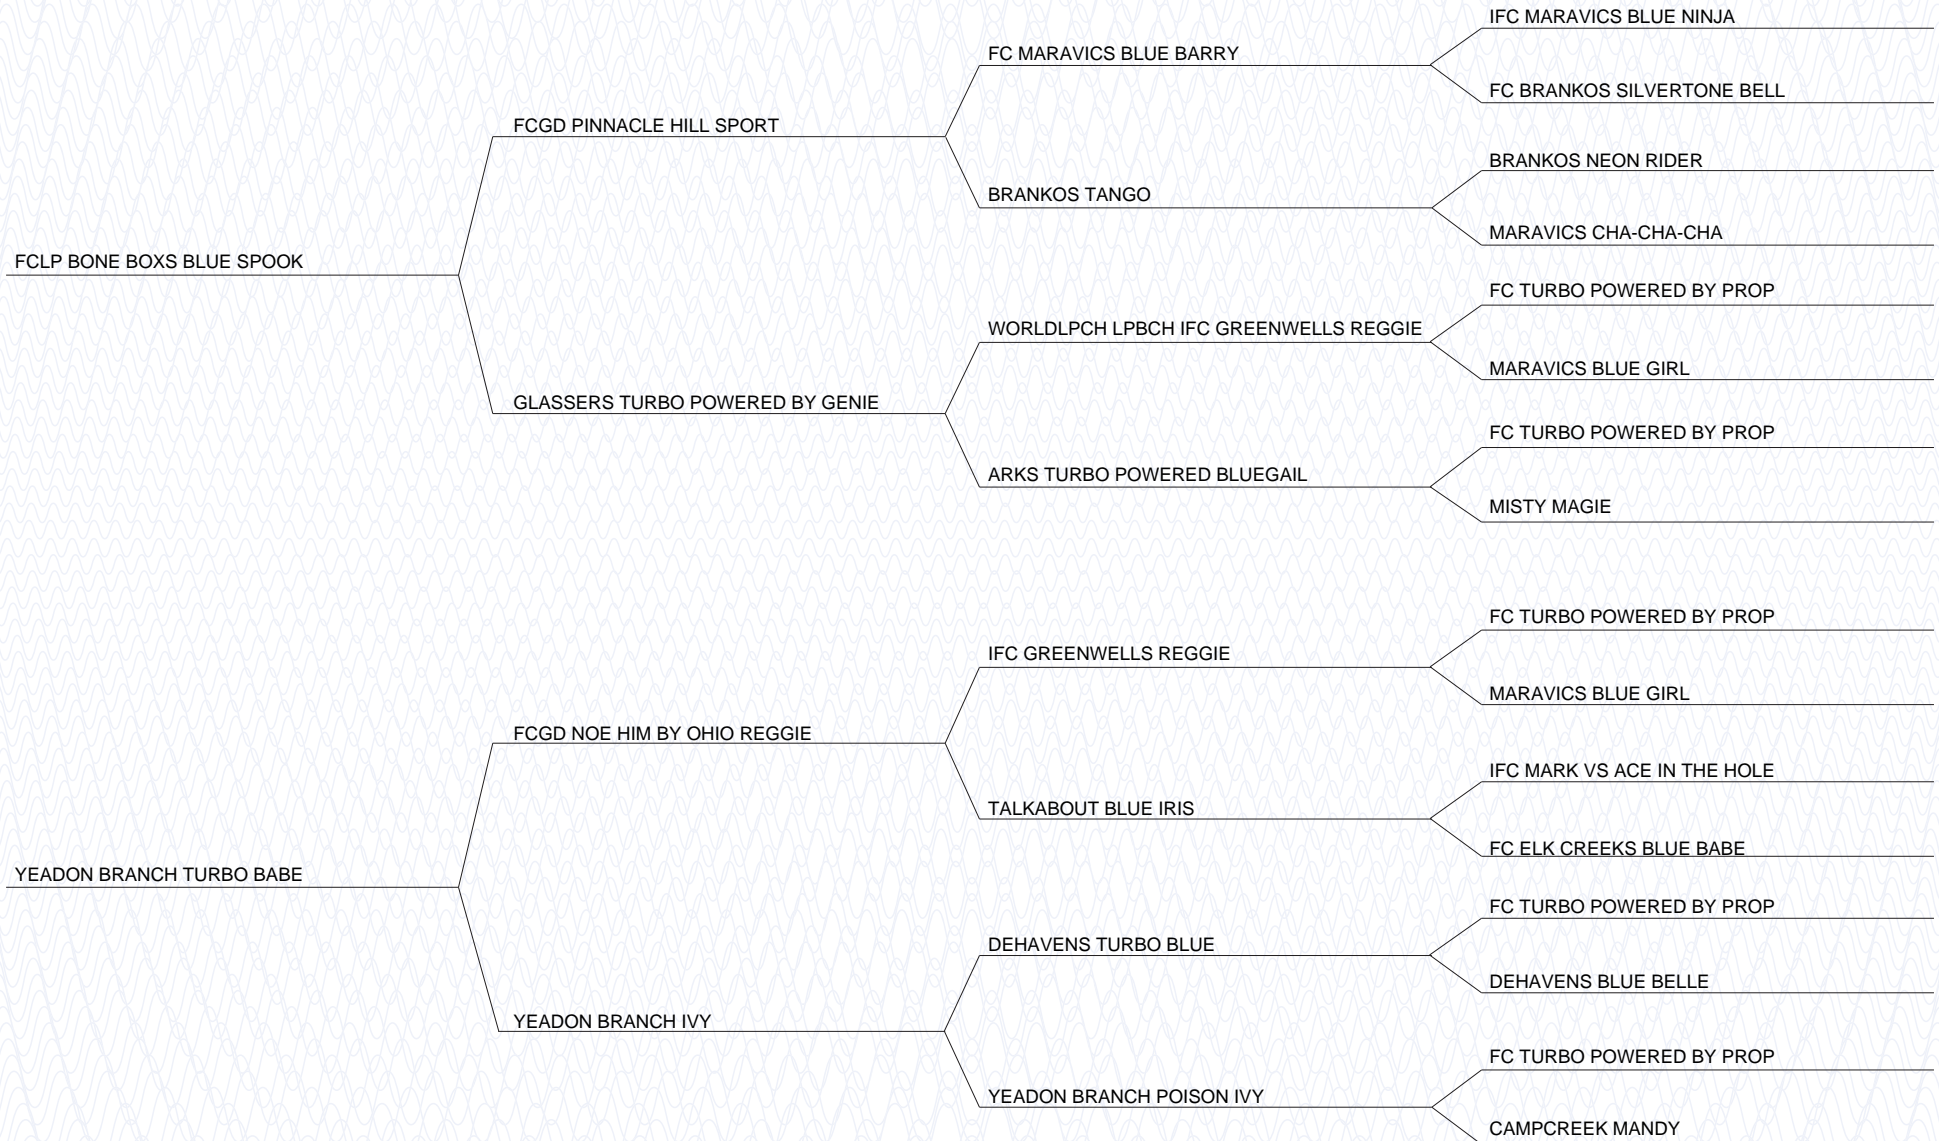 IFC MARAVICS BLUE NINJA
FC MARAVICS BLUE BARRY
FC BRANKOS SILVERTONE BELL
FCGD PINNACLE HILL SPORT
BRANKOS NEON RIDER
BRANKOS TANGO
MARAVICS CHA-CHA-CHA
FCLP BONE BOXS BLUE SPOOK
FC TURBO POWERED BY PROP
WORLDLPCH LPBCH IFC GREENWELLS REGGIE
MARAVICS BLUE GIRL
GLASSERS TURBO POWERED BY GENIE
FC TURBO POWERED BY PROP
ARKS TURBO POWERED BLUEGAIL
MISTY MAGIE
FC TURBO POWERED BY PROP
IFC GREENWELLS REGGIE
MARAVICS BLUE GIRL
FCGD NOE HIM BY OHIO REGGIE
IFC MARK VS ACE IN THE HOLE
TALKABOUT BLUE IRIS
FC ELK CREEKS BLUE BABE
YEADON BRANCH TURBO BABE
FC TURBO POWERED BY PROP
DEHAVENS TURBO BLUE
DEHAVENS BLUE BELLE
YEADON BRANCH IVY
FC TURBO POWERED BY PROP
YEADON BRANCH POISON IVY
CAMPCREEK MANDY